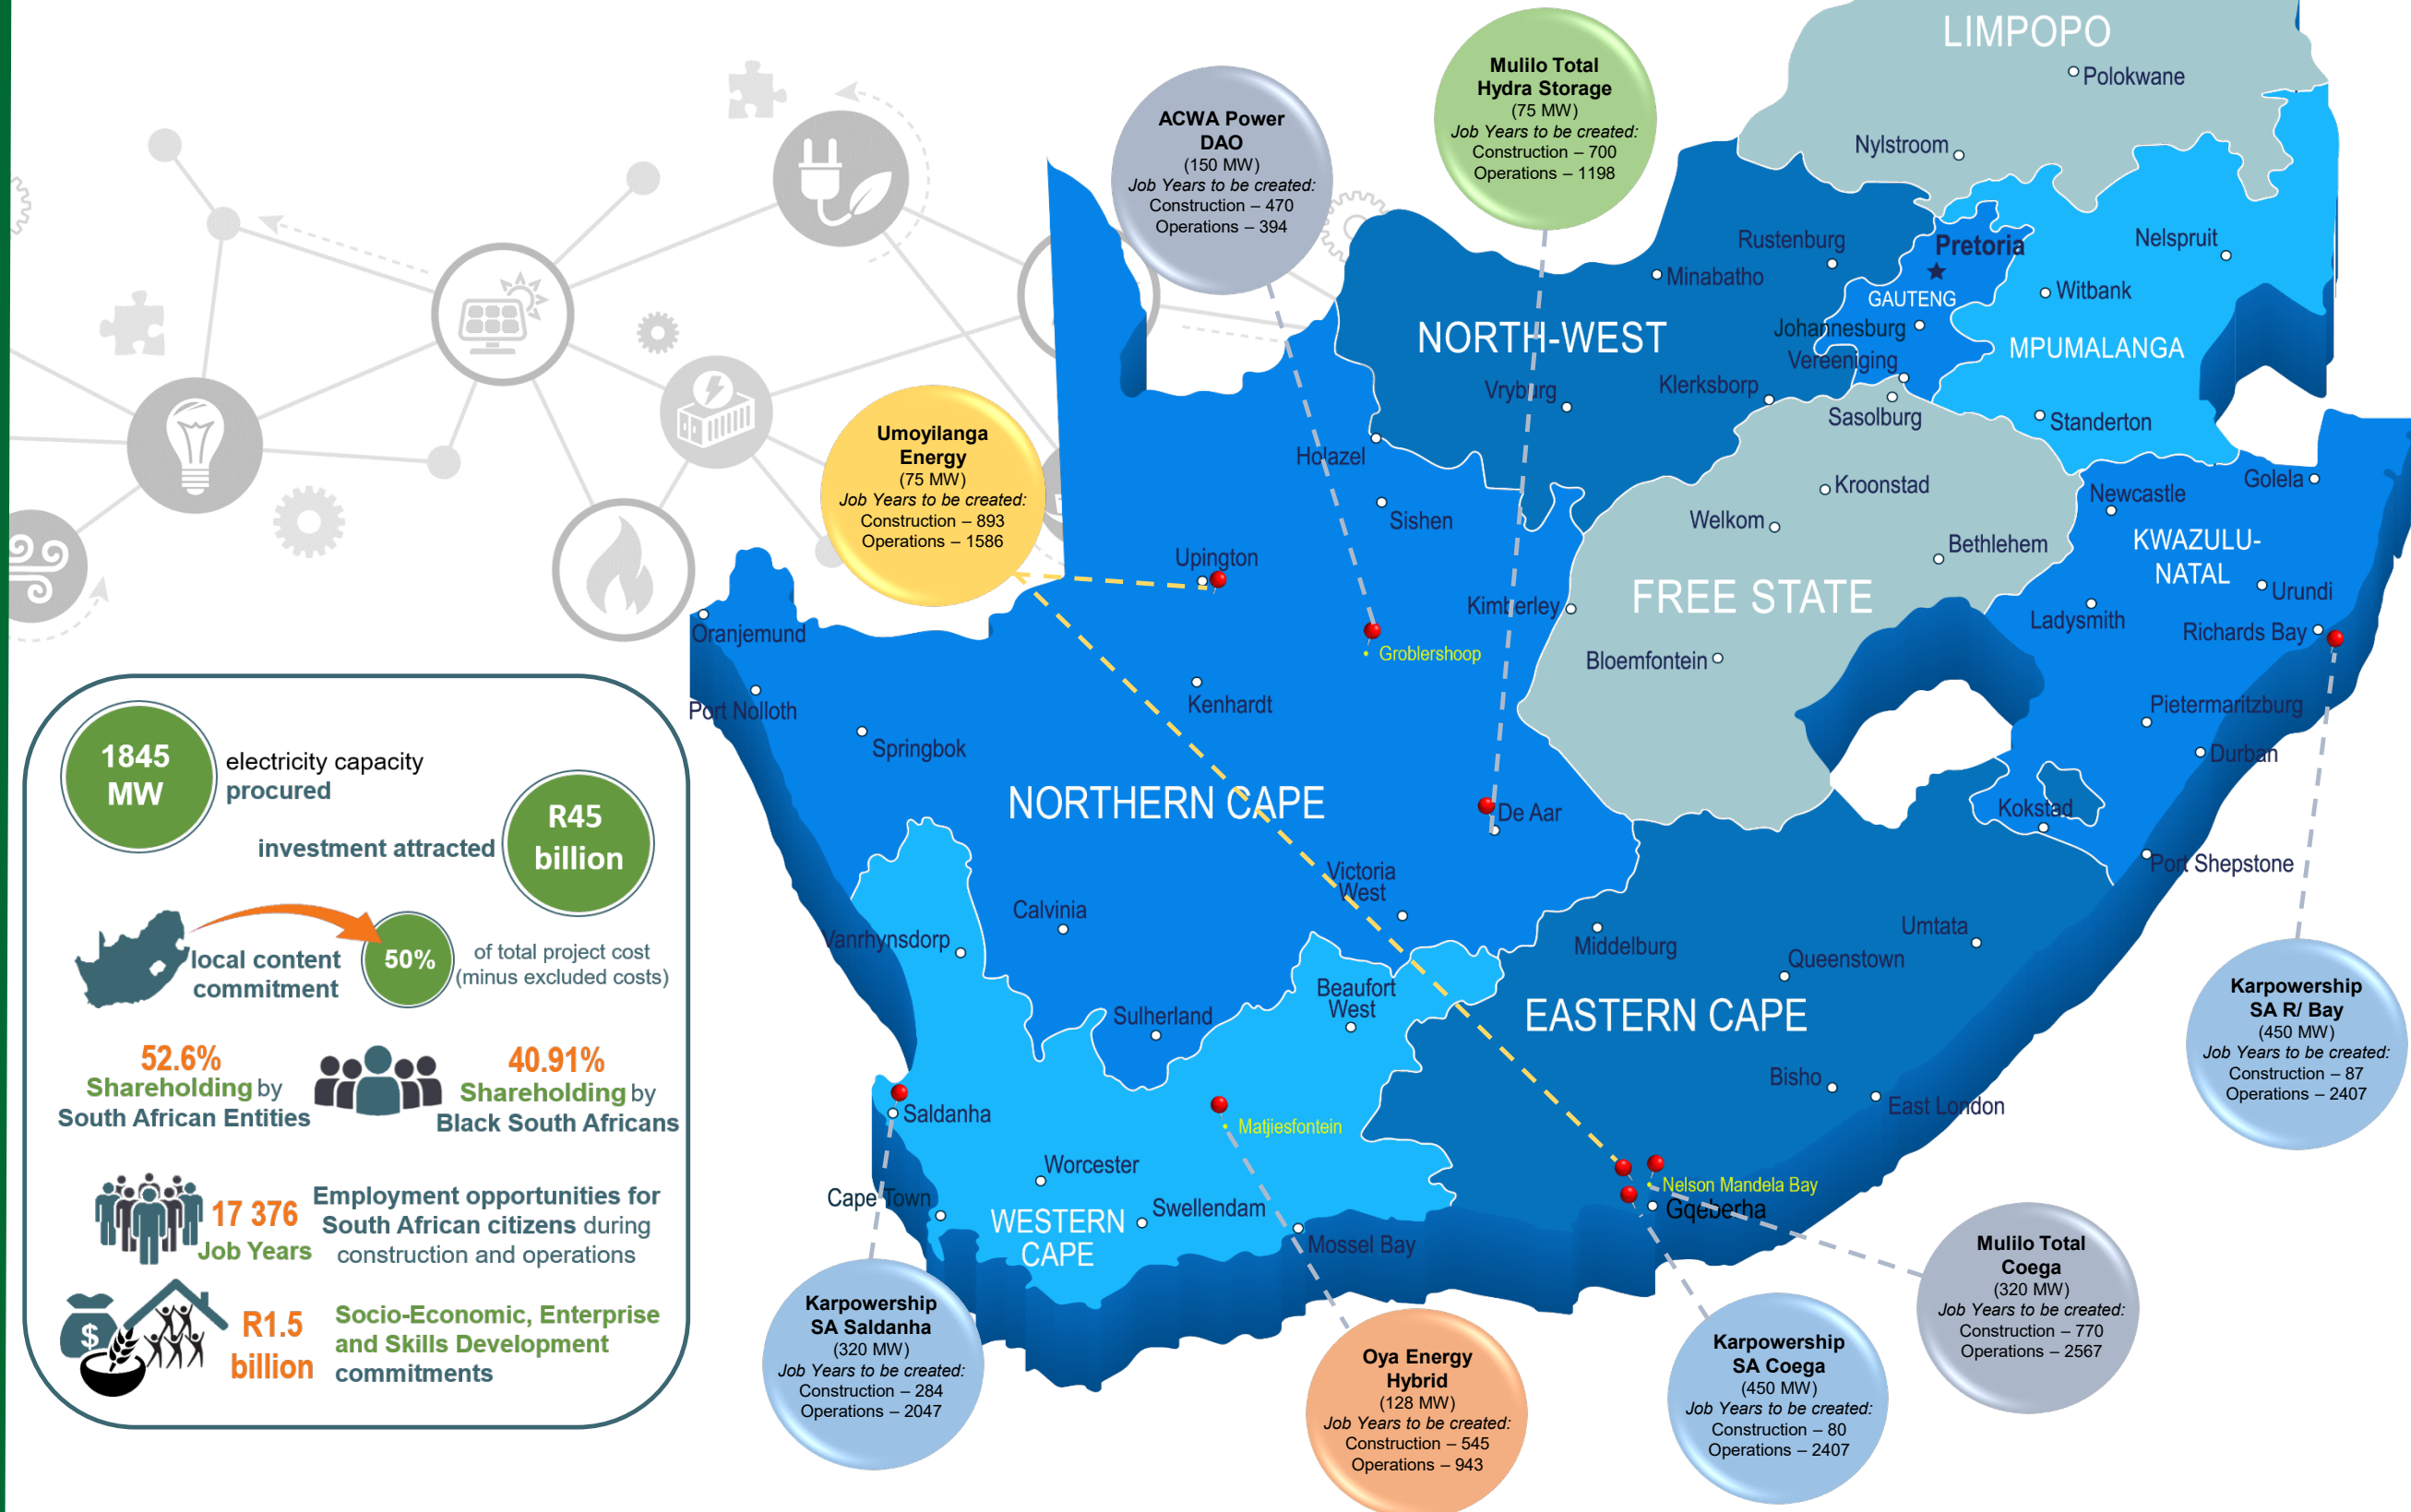 LIMPOPO
Polokwane
Nylstroom
Mulilo Total
Hydra Storage
(75 MW)
Job Years to be created:
Construction – 700
Operations – 1198
ACWA Power
DAO
(150 MW)
Job Years to be created:
Construction – 470
Operations – 394
Umoyilanga
Energy
(75 MW)
Job Years to be created:
Construction – 893
Operations – 1586
Rustenburg
Minabatho
NORTH-WEST
Vryburg
Klerksborp
Pretoria
GAUTENG
Johannesburg
Vereeniging
Nelspruit
Witbank
MPUMALANGA
Standerton
Sasolburg
Kroonstad
Welkom
Bethlehem
FREE STATE
Bloemfontein
Golela
Newcastle
KWAZULU-
NATAL
Urundi
Ladysmith
Richards Bay
Pietermaritzburg
Durban
Kokstad
Port Shepstone
Holazel
Sishen
Upington
Kimberley
Groblershoop
Oranjemund
Port Nolloth
Kenhardt
Springbok
NORTHERN CAPE
De Aar
Victoria
West
Calvinia
Vanrhynsdorp
Sulherland
Beaufort
West
Middelburg
Umtata
Queenstown
EASTERN CAPE
Bisho
East London
Saldanha
Matjiesfontein
Worcester
Cape Town
Swellendam
WESTERN
CAPE
Mossel Bay
Nelson Mandela Bay
Gqeberha
Karpowership
SA R/ Bay
(450 MW)
Job Years to be created:
Construction – 87
Operations – 2407
Mulilo Total
Coega
(320 MW)
Job Years to be created:
Construction – 770
Operations – 2567
Karpowership
SA Coega
(450 MW)
Job Years to be created:
Construction – 80
Operations – 2407
Oya Energy
Hybrid
(128 MW)
Job Years to be created:
Construction – 545
Operations – 943
Karpowership
SA Saldanha
(320 MW)
Job Years to be created:
Construction – 284
Operations – 2047
1845
MW
electricity capacity
procured
investment attracted
R45
billion
local content
commitment
50%
of total project cost
(minus excluded costs)
52.6%
Shareholding by
South African Entities
40.91%
Shareholding by
Black South Africans
17 376
Job Years
Employment opportunities for
South African citizens during
construction and operations
$
R1.5
billion
Socio-Economic, Enterprise
and Skills Development
commitments